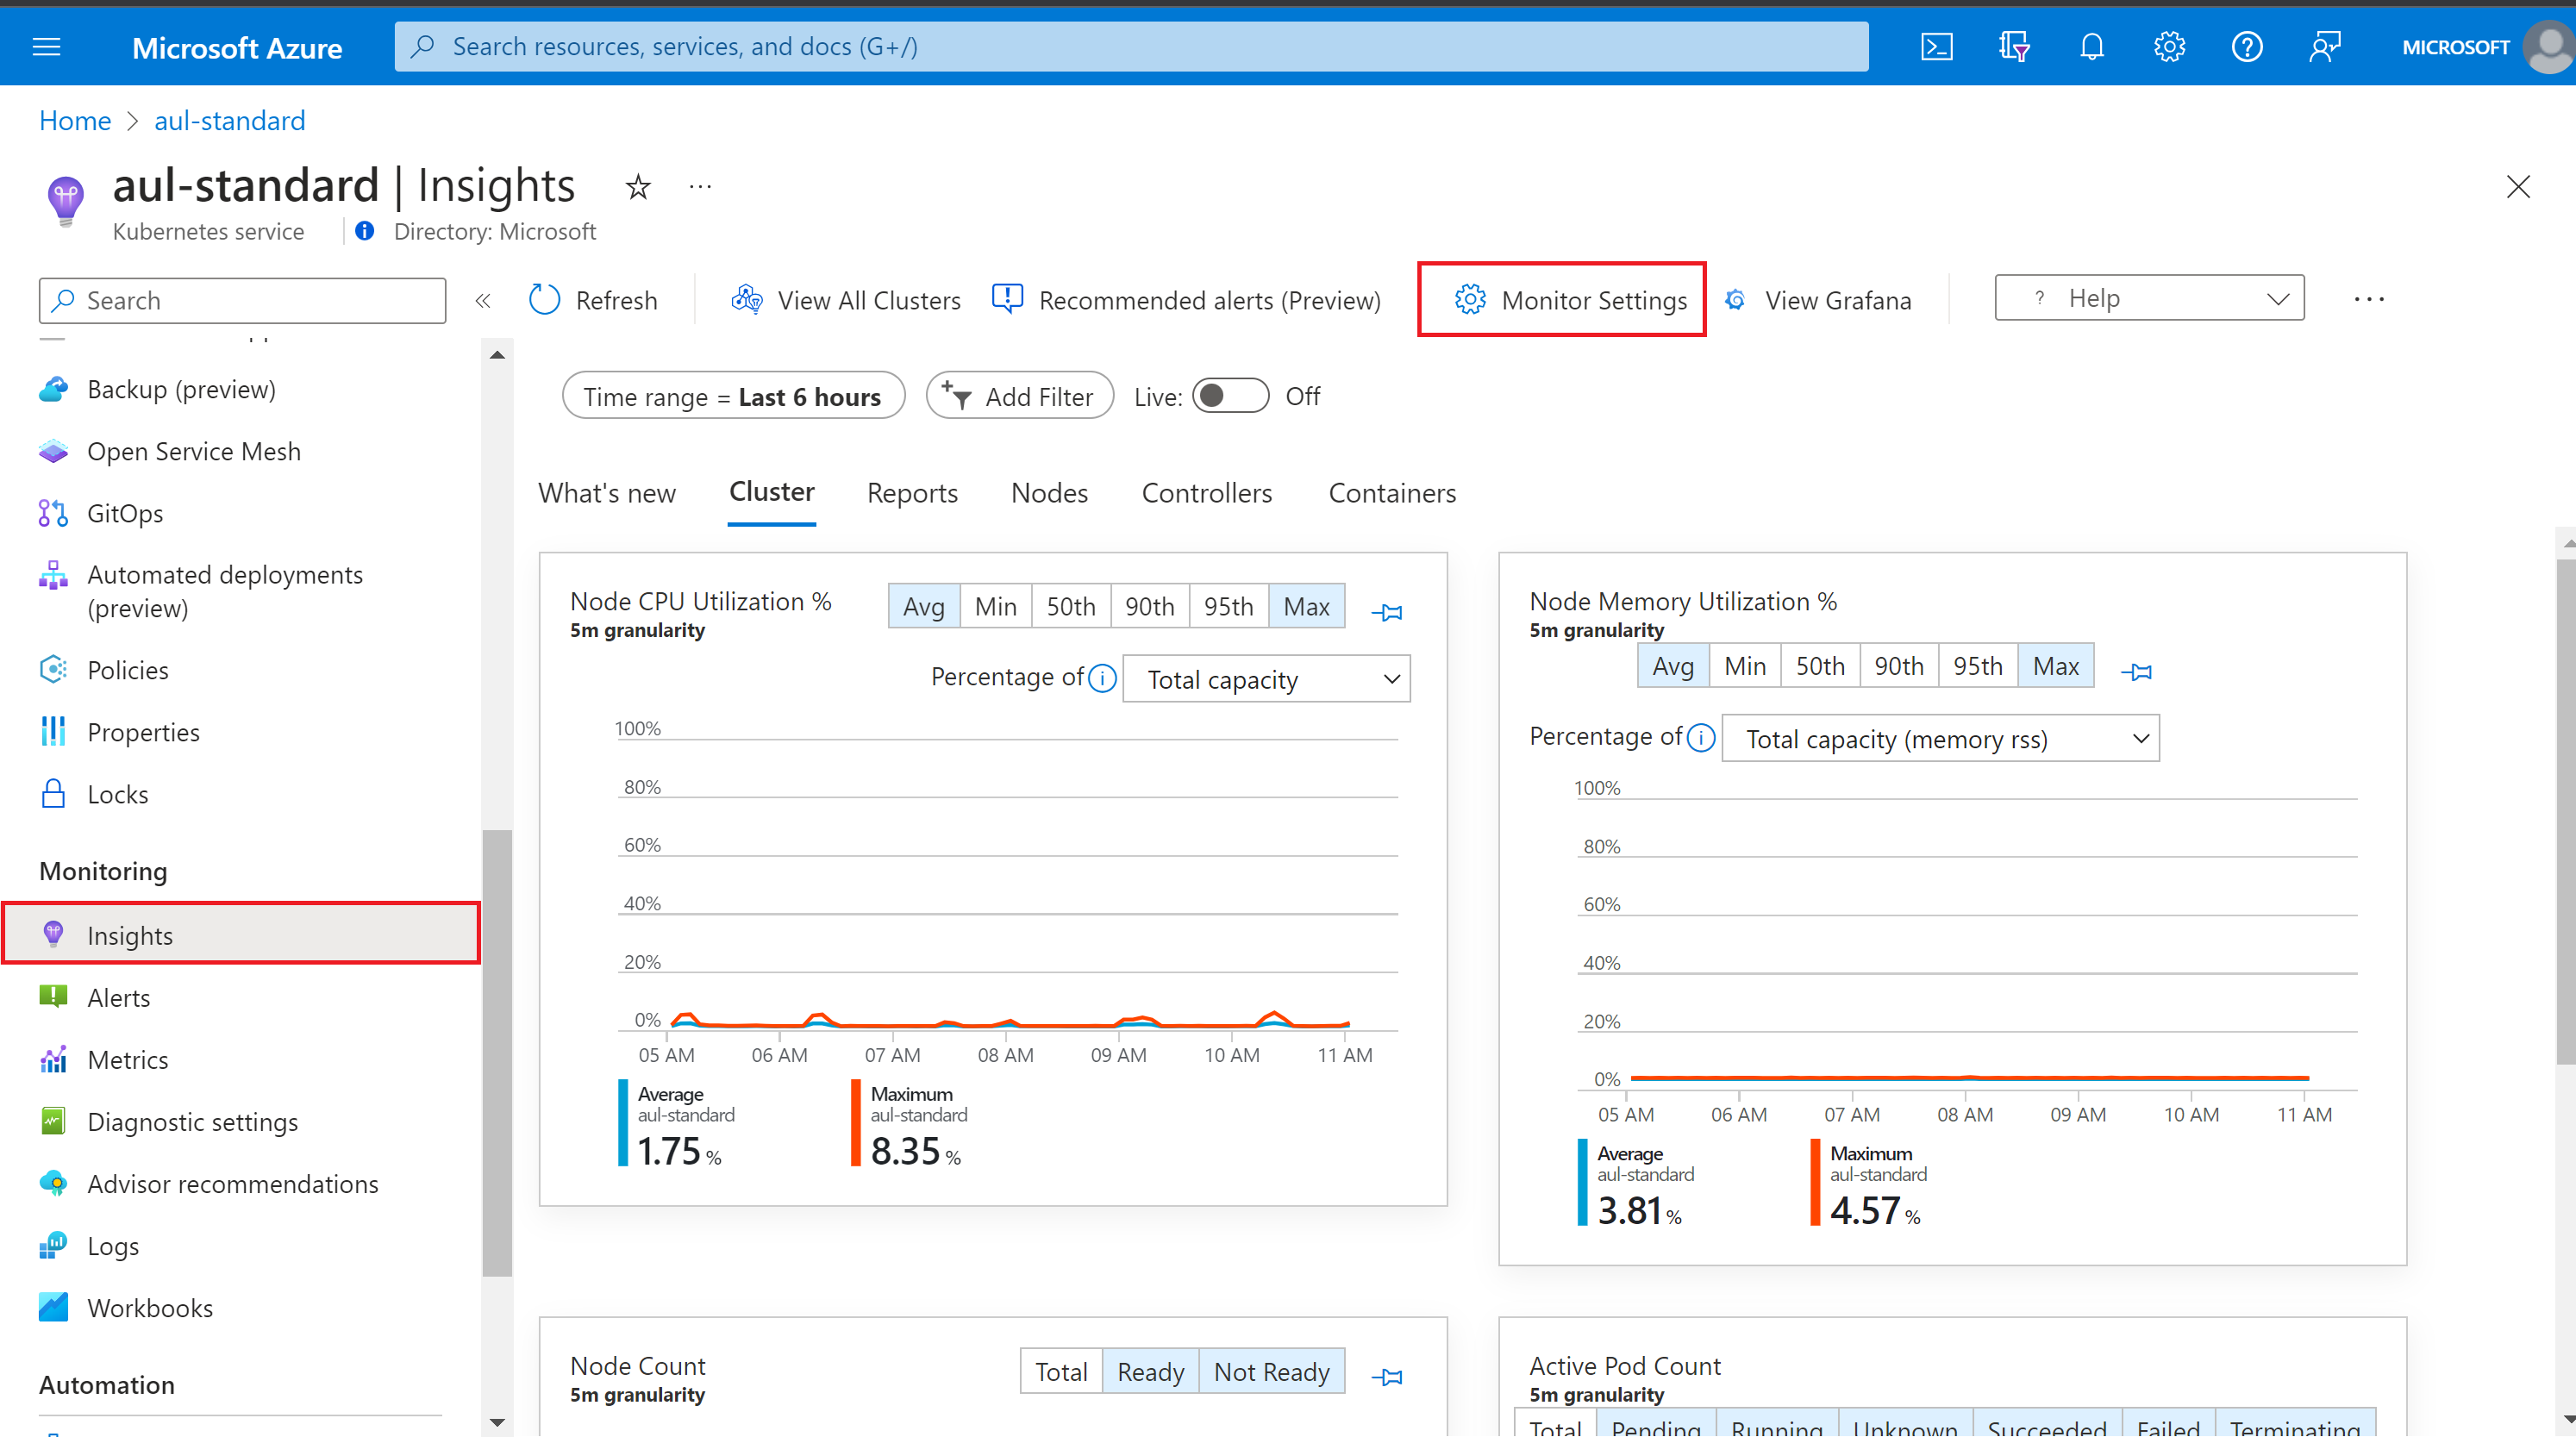 Microsoft Azure
Search resources, services, and docs (G+/)
MICROSOFT
Home > aul-standard
aul-standard | Insights
Kubernetes service
Directory: Microsoft
Search
«
Refresh
View All Clusters
Recommended alerts (Preview)
Monitor Settings
View Grafana
? Help
Backup (preview)
Open Service Mesh
GitOps
Automated deployments
(preview)
Policies
Properties
Locks
Monitoring
Insights
Alerts
Metrics
Diagnostic settings
Advisor recommendations
Logs
Workbooks
Automation
Time range = Last 6 hours
Add Filter
Live: Off
What's new
Cluster
Reports
Nodes
Controllers
Containers
Node CPU Utilization %
5m granularity
Avg Min 50th 90th 95th Max
Percentage of Total capacity
100%
80%
60%
40%
20%
0%
05 AM 06 AM 07 AM 08 AM 09 AM 10 AM 11 AM
Average
aul-standard
1.75 %
Maximum
aul-standard
8.35 %
Node Memory Utilization %
5m granularity
Avg Min 50th 90th 95th Max
Percentage of Total capacity (memory rss)
100%
80%
60%
40%
20%
0%
05 AM 06 AM 07 AM 08 AM 09 AM 10 AM 11 AM
Average
aul-standard
3.81 %
Maximum
aul-standard
4.57 %
Node Count
5m granularity
Total Ready Not Ready
Active Pod Count
5m granularity
Total Pending Running Unknown Succeeded Failed Terminating